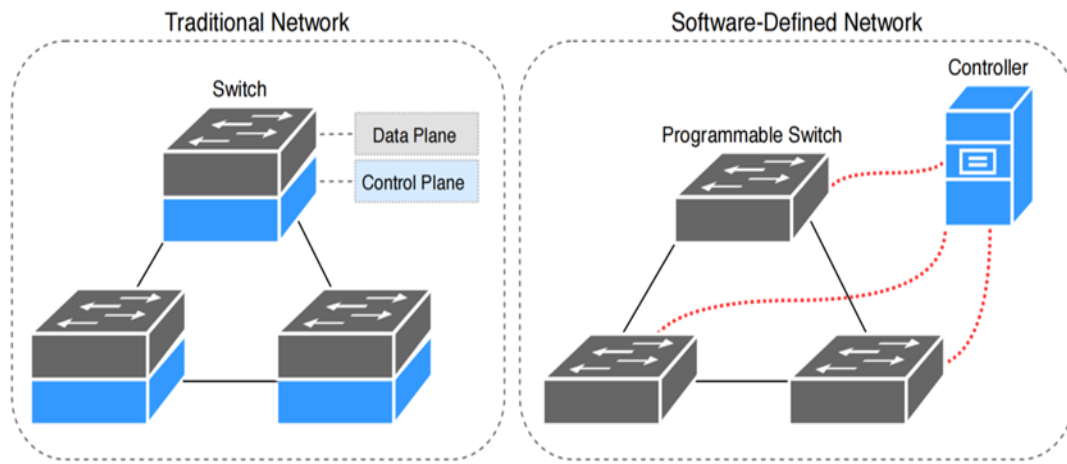 Traditional Network
Switch
Data Plane
Control Plane
Software-Defined Network
Controller
Programmable Switch